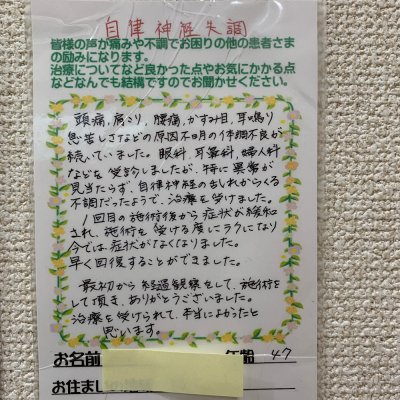 自律神経失調
皆様の声が痛みや不調でお困りの他の患者さま
の励みになります。
治療についてなど良かった点やお気にかかる点
などなんでも結構ですのでお聞かせください。
頭痛,肩こり,腰痛,かすみ目,耳鳴り
息苦しさなどの原因不明の体調不良が
続いていました。眼科,耳鼻科,婦人科
などを受診しましたが,特に異常が
見当たらず,自律神経の乱れからくる
不調だったようで,治療を受けました。
1回目の施術後から症状が緩和
され,施術を受ける度にラクになり
今では症状がなくなりました。
早く回復することができました。
最初から経過観察をして,施術を
して頂き,ありがとうございました。
治療を受けられて,本当によかったと
思います。
お名前
年齢 47
お住まい